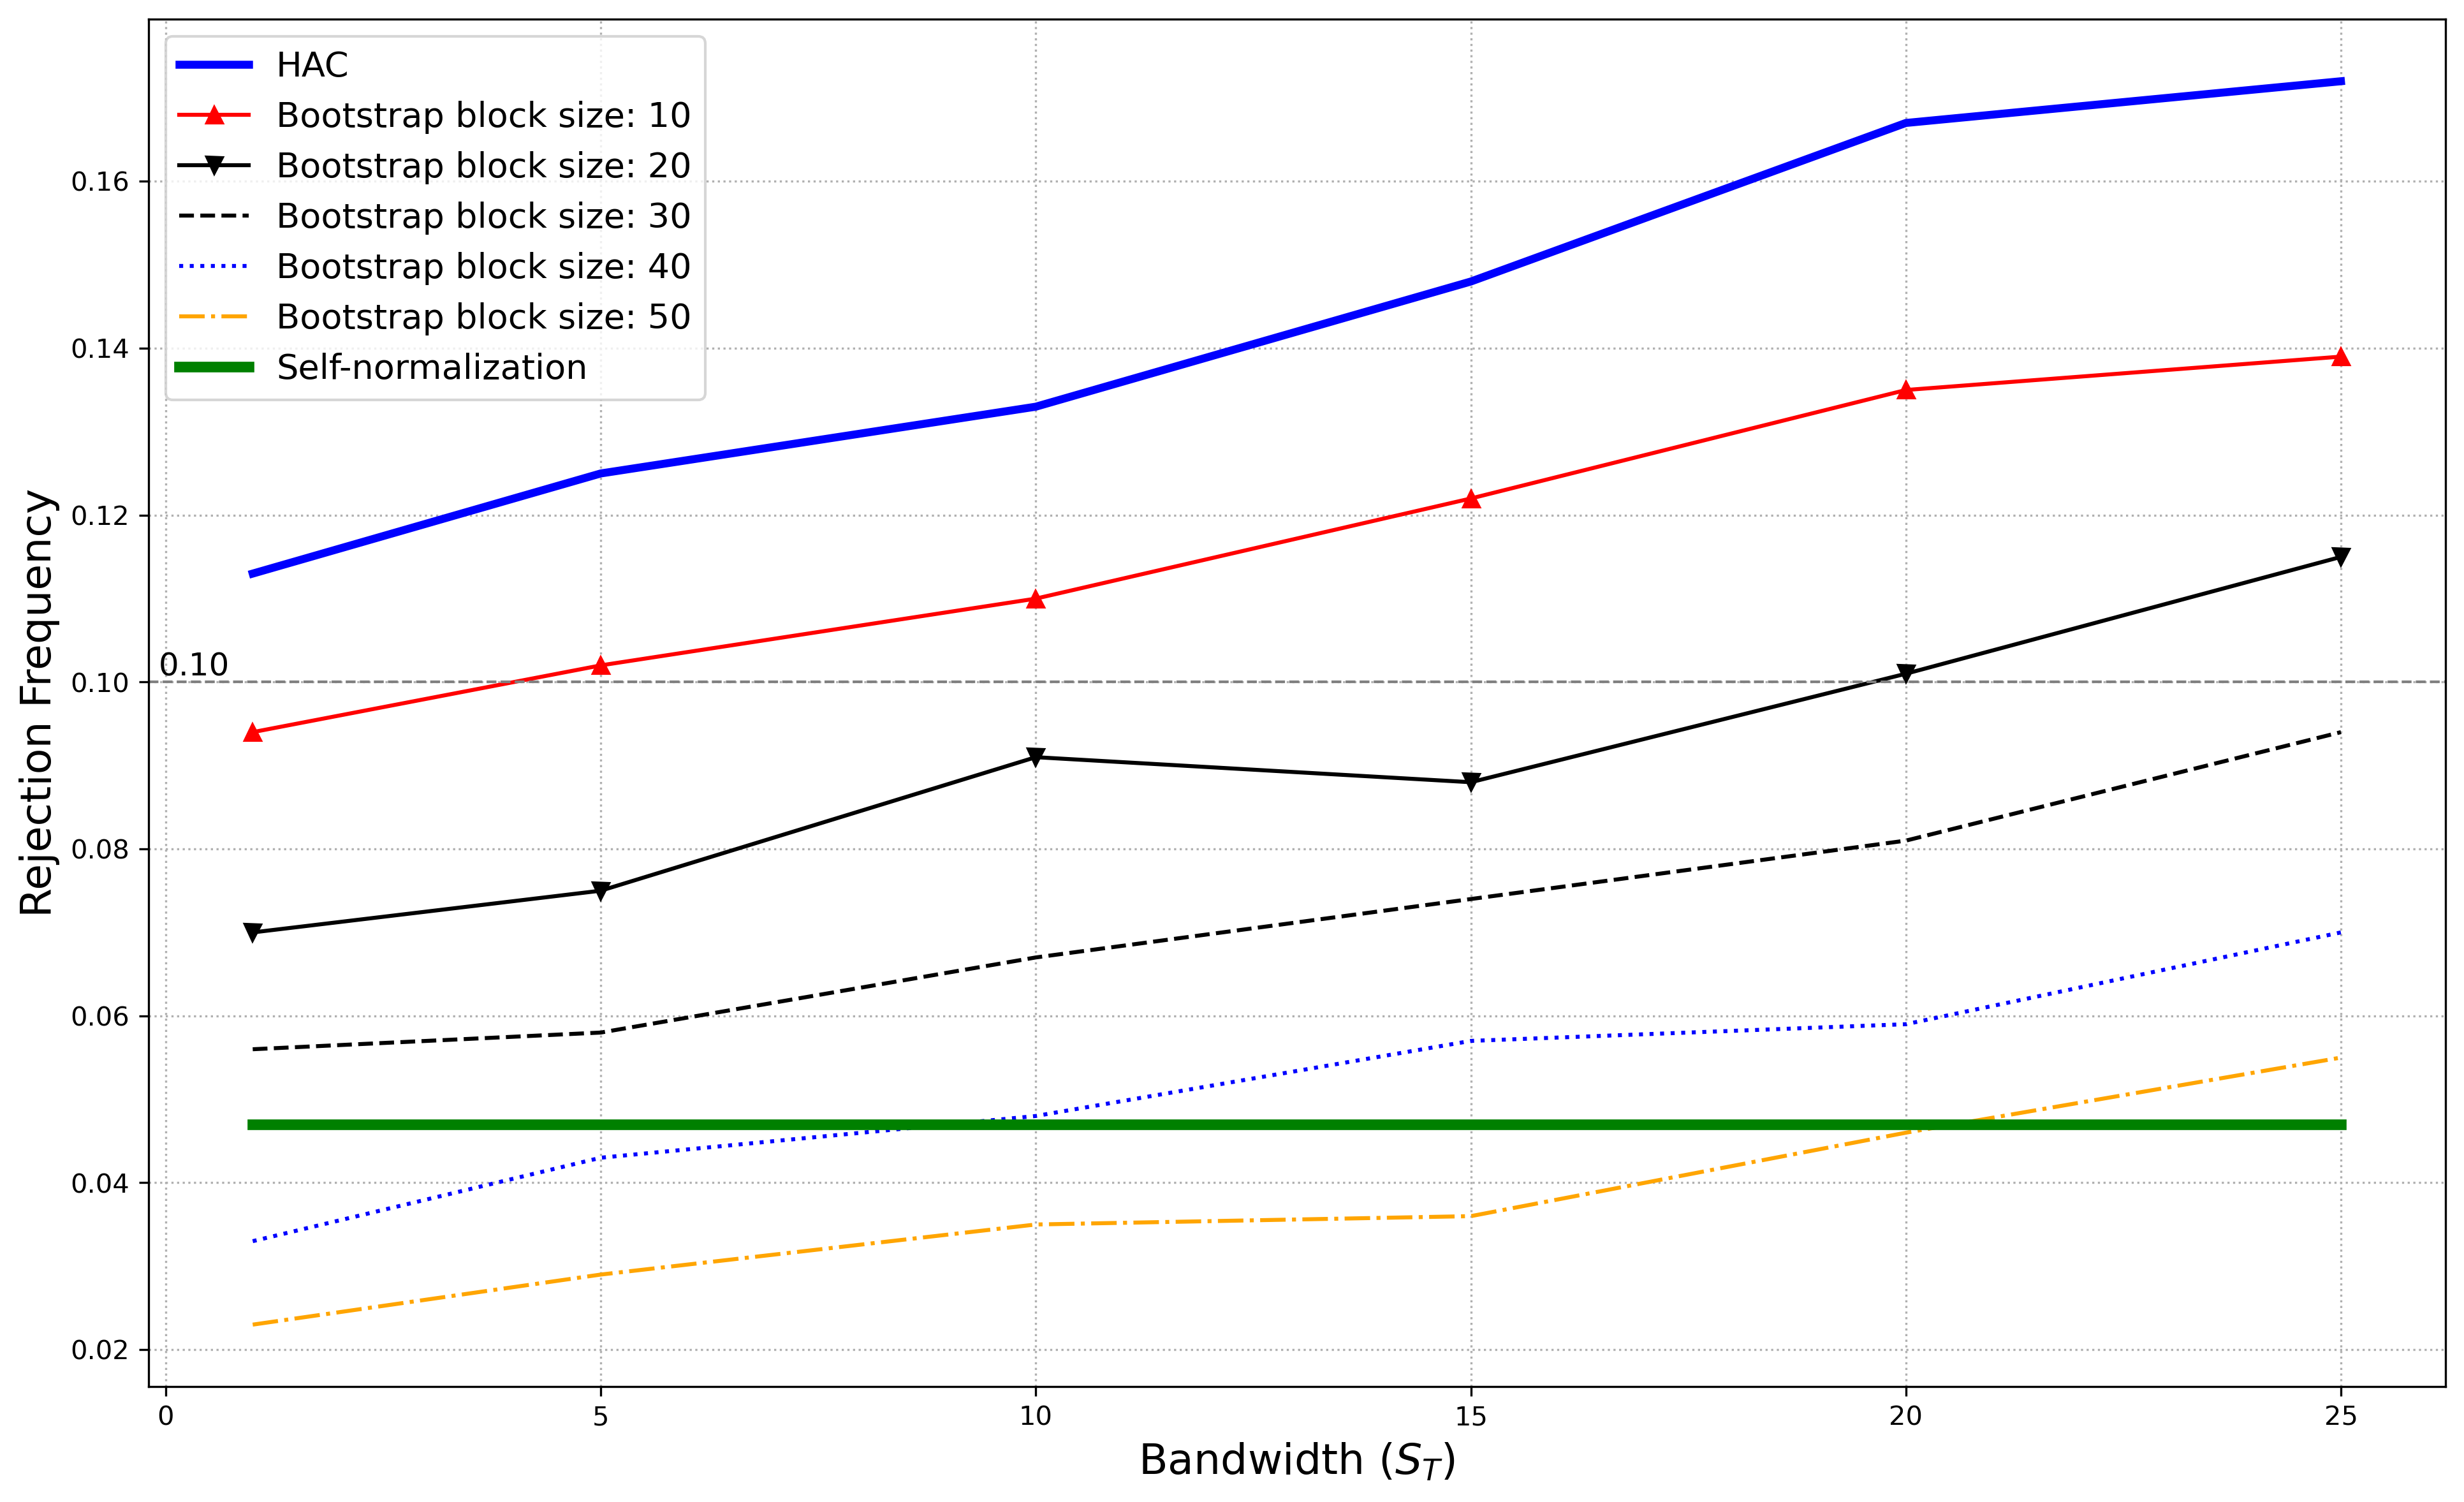 HAC
Bootstrap block size: 10
Bootstrap block size: 20
Bootstrap block size: 30
Bootstrap block size: 40
Bootstrap block size: 50
Self-normalization
Rejection Frequency
0.16
0.14
0.12
0.10
0.10
0.08
0.06
0.04
0.02
0 5 10 15 20 25
Bandwidth (S_T)